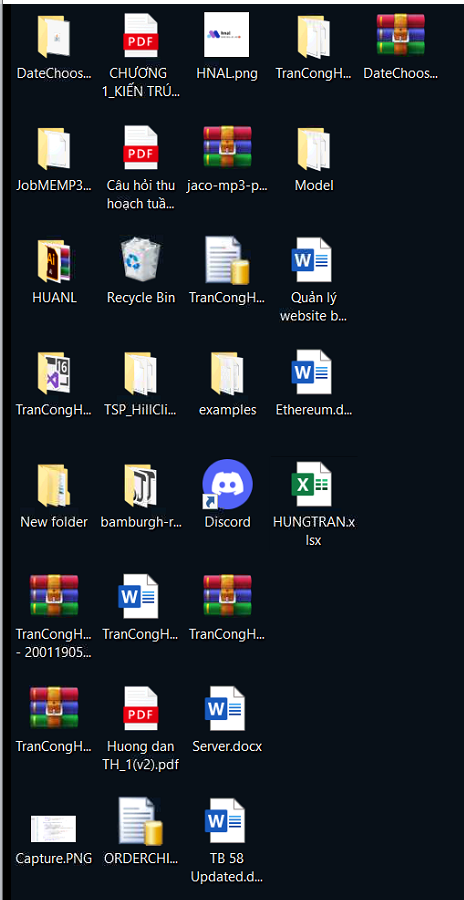 DateChoos...
CHƯƠNG
1_KIẾN TRÚ...
HNAL.png
TranCongH...
DateChoos...
JobMEMP3...
Câu hỏi thu
hoạch tuầ...
jaco-mp3-p...
Model
HUANL
Recycle Bin
TranCongH...
Quản lý
website b...
TranCongH...
TSP_HillCli...
examples
Ethereum.d...
New folder
bamburgh-r...
Discord
HUNGTRAN.x
lsx
TranCongH...
- 20011905...
TranCongH...
TranCongH...
TranCongH...
Huong dan
TH_1(v2).pdf
Server.docx
Capture.PNG
ORDERCHI...
TB 58
Updated.d...